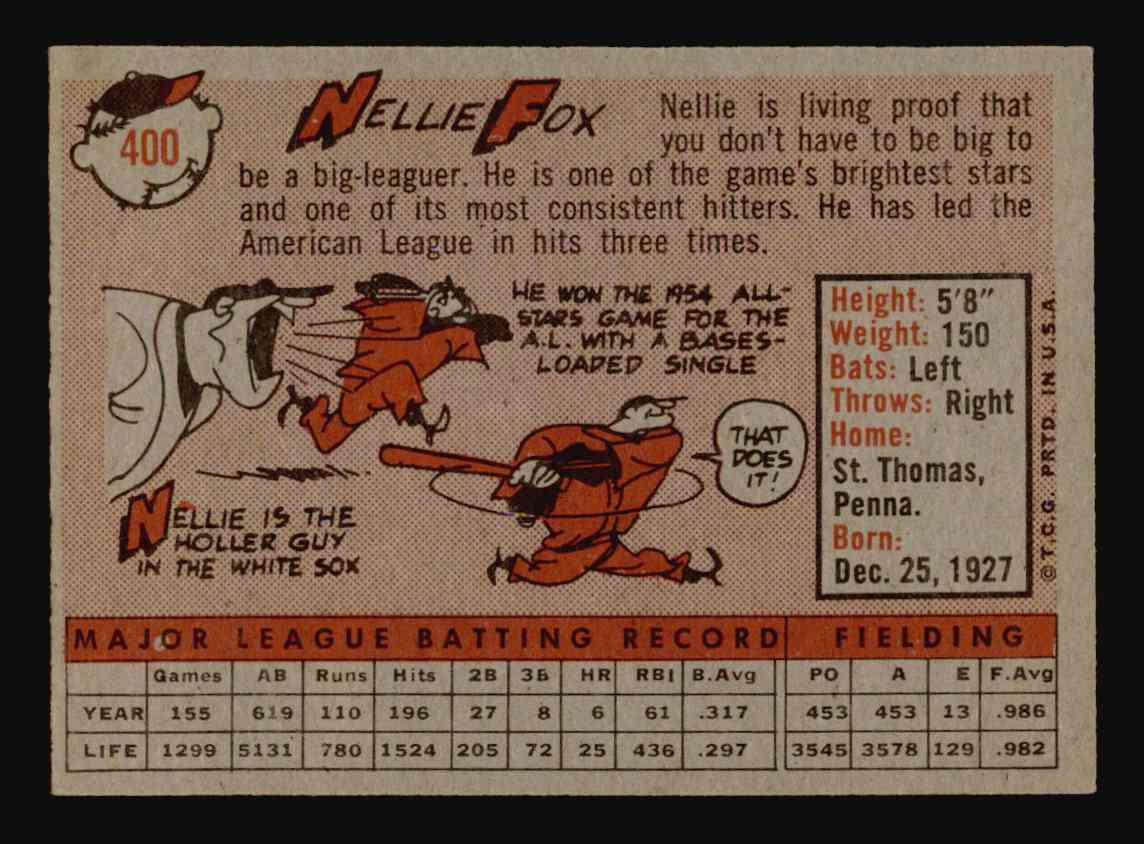 400
NELLIE FOX
Nellie is living proof that
you don't have to be big to
be a big-leaguer. He is one of the game's brightest stars
and one of its most consistent hitters. He has led the
American League in hits three times.
HE WON THE 1954 ALL-
STARS GAME FOR THE
A.L. WITH A BASES-
LOADED SINGLE
THAT
DOES
IT!
NELLIE IS THE
HOLLER GUY
IN THE WHITE SOX
Height: 5'8"
Weight: 150
Bats: Left
Throws: Right
Home:
St. Thomas,
Penna.
Born:
Dec. 25, 1927
© T.C.G. PRTD. IN U.S.A.
MAJOR LEAGUE BATTING RECORD FIELDING
Games AB Runs Hits 2B 3B HR RBI B.Avg PO A E F.Avg
YEAR 155 619 110 196 27 8 6 61 .317 453 453 13 .986
LIFE 1299 5131 780 1524 205 72 25 436 .297 3545 3578 129 .982